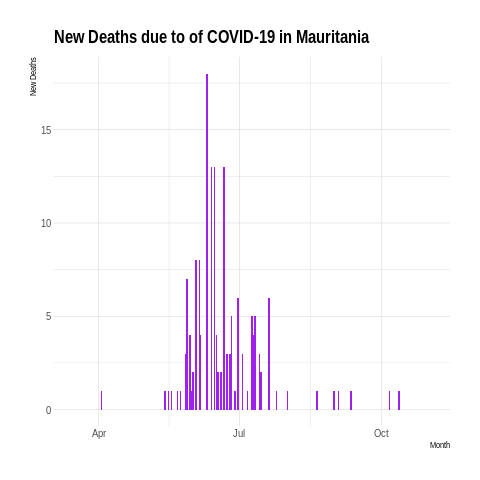 New Deaths due to of COVID-19 in Mauritania
New Deaths
15
10
5
0
Apr
Jul
Oct
Month